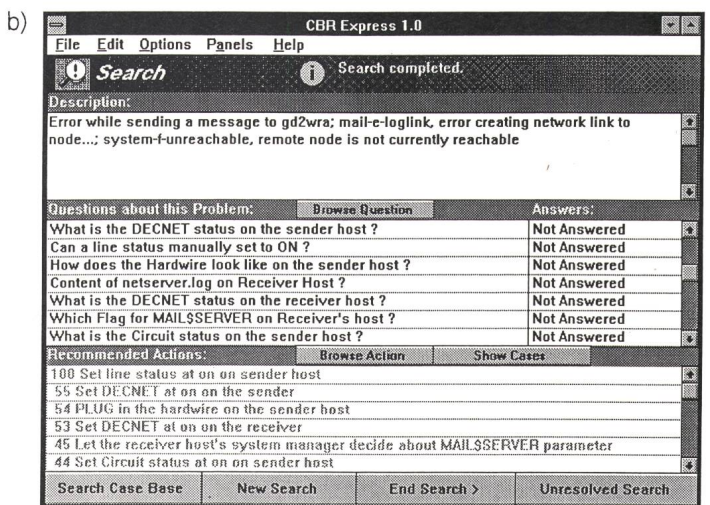 b)
CBR Express 1.0
File Edit Options Panels Help
Search
Search completed.
Description:
Error while sending a message to gd2wra; mail-e-loglink, error creating network link to
node...; system-f-unreachable, remote node is not currently reachable
Questions about this Problem: Browse Question Answers:
What is the DECNET status on the sender host ? Not Answered
Can a line status manually set to ON ? Not Answered
How does the Hardwire look like on the sender host ? Not Answered
Content of netserver.log on Receiver Host ? Not Answered
What is the DECNET status on the receiver host ? Not Answered
Which Flag for MAIL$SERVER on Receiver's host ? Not Answered
What is the Circuit status on the sender host ? Not Answered
Recommended Actions: Browse Action Show Cases
100 Set line status at on on sender host
55 Set DECNET at on on the sender
54 PLUG in the hardwire on the sender host
53 Set DECNET at on on the receiver
45 Let the receiver host's system manager decide about MAIL$SERVER parameter
44 Set Circuit status at on on sender host
Search Case Base New Search End Search > Unresolved Search